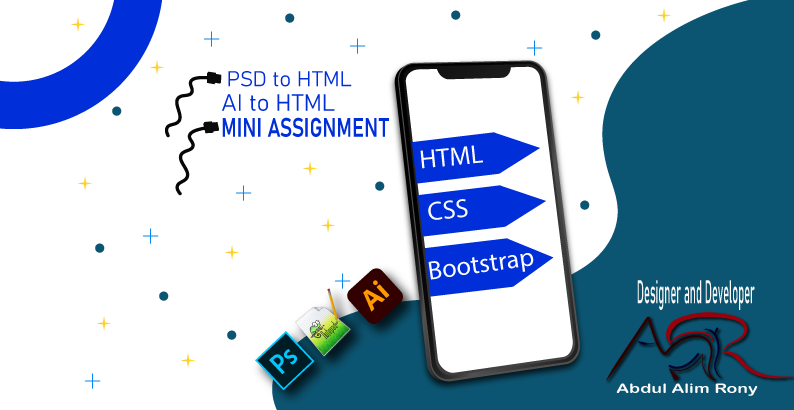 PSD to HTML
AI to HTML
MINI ASSIGNMENT
HTML
CSS
Bootstrap
Ai
Ps
Designer and Developer
ARR
Abdul Alim Rony